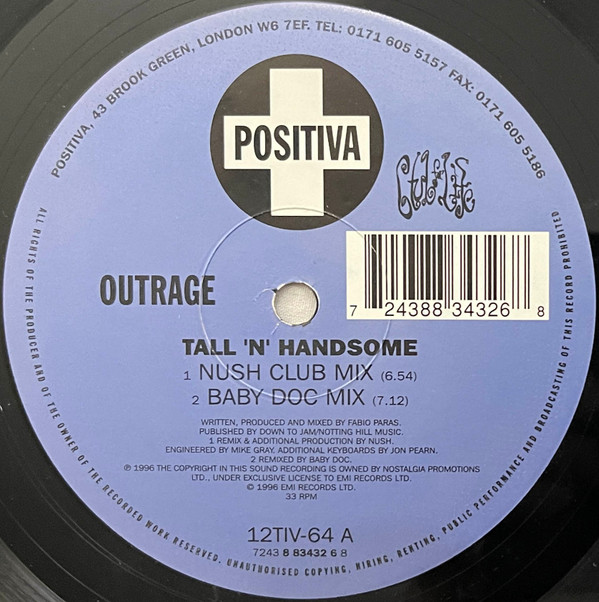 POSITIVA, 43 BROOK GREEN, LONDON W6 7EF. TEL: 0171 605 5157 FAX: 0171 605 5186
POSITIVA
OUTRAGE
7 24388 34326 8
TALL 'N' HANDSOME
1 NUSH CLUB MIX (6.54)
2 BABY DOC MIX (7.12)
WRITTEN, PRODUCED AND MIXED BY FABIO PARAS.
PUBLISHED BY DOWN TO JAM/NOTTING HILL MUSIC.
1 REMIX & ADDITIONAL PRODUCTION BY NUSH.
ENGINEERED BY MIKE GRAY, ADDITIONAL KEYBOARDS BY JON PEARN.
2 REMIXED BY BABY DOC.
℗ 1996 THE COPYRIGHT IN THIS SOUND RECORDING IS OWNED BY NOSTALGIA PROMOTIONS
LTD., UNDER EXCLUSIVE LICENSE TO EMI RECORDS LTD.
© 1996 EMI RECORDS LTD.
33 RPM
12TIV-64 A
7243 8 83432 6 8
ALL RIGHTS OF THE PRODUCER AND OF THE OWNER OF THE RECORDED WORK RESERVED. UNAUTHORISED COPYING, HIRING, RENTING, PUBLIC PERFORMANCE AND BROADCASTING OF THIS RECORD PROHIBITED